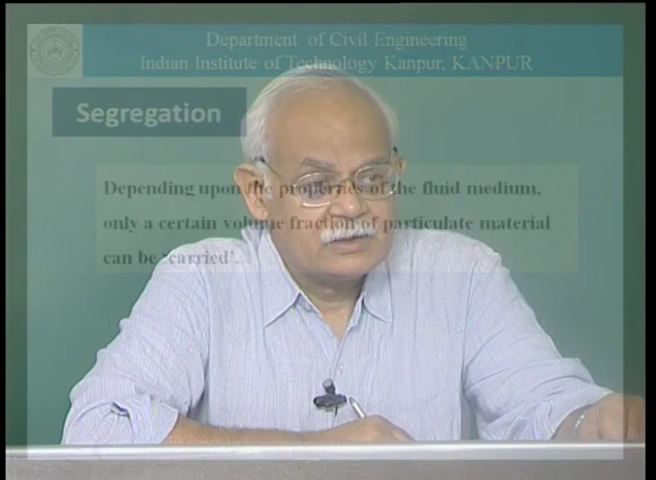 Department of Civil Engineering
Indian Institute of Technology Kanpur, KANPUR
Segregation
Depending upon the properties of the fluid medium,
only a certain volume fraction of particulate material
can be 'carried'.